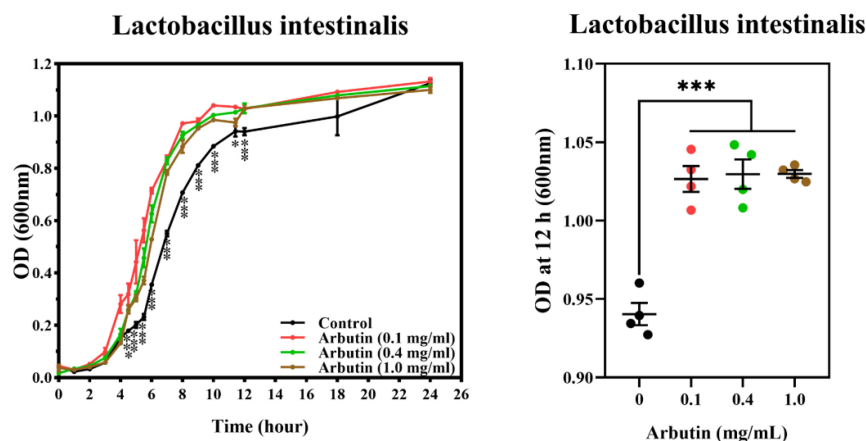 Lactobacillus intestinalis
OD (600nm)
1.2
1.0
0.8
0.6
0.4
0.2
0.0
***
***
***
***
***
***
***
***
*
***
Control
Arbutin (0.1 mg/ml)
Arbutin (0.4 mg/ml)
Arbutin (1.0 mg/ml)
0 2 4 6 8 10 12 14 16 18 20 22 24 26
Time (hour)
Lactobacillus intestinalis
OD at 12 h (600nm)
1.10
1.05
1.00
0.95
0.90
***
0 0.1 0.4 1.0
Arbutin (mg/mL)